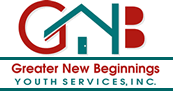 GNB
Greater New Beginnings
YOUTH SERVICES, INC.